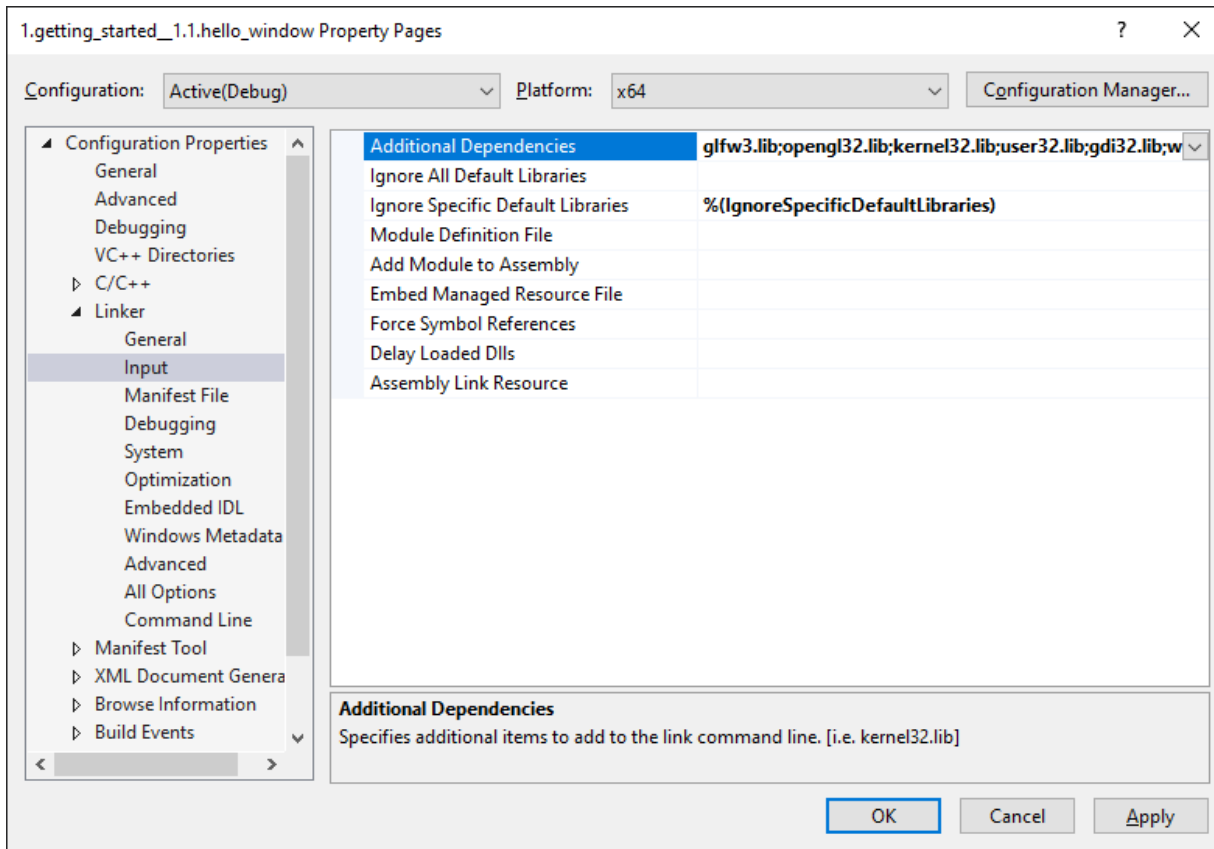 1.getting_started__1.1.hello_window Property Pages
? ×
Configuration: Active(Debug) Platform: x64 Configuration Manager...
Configuration Properties
General
Advanced
Debugging
VC++ Directories
C/C++
Linker
General
Input
Manifest File
Debugging
System
Optimization
Embedded IDL
Windows Metadata
Advanced
All Options
Command Line
Manifest Tool
XML Document Genera
Browse Information
Build Events
Additional Dependencies glfw3.lib;opengl32.lib;kernel32.lib;user32.lib;gdi32.lib;w
Ignore All Default Libraries
Ignore Specific Default Libraries %(IgnoreSpecificDefaultLibraries)
Module Definition File
Add Module to Assembly
Embed Managed Resource File
Force Symbol References
Delay Loaded Dlls
Assembly Link Resource
Additional Dependencies
Specifies additional items to add to the link command line. [i.e. kernel32.lib]
OK Cancel Apply